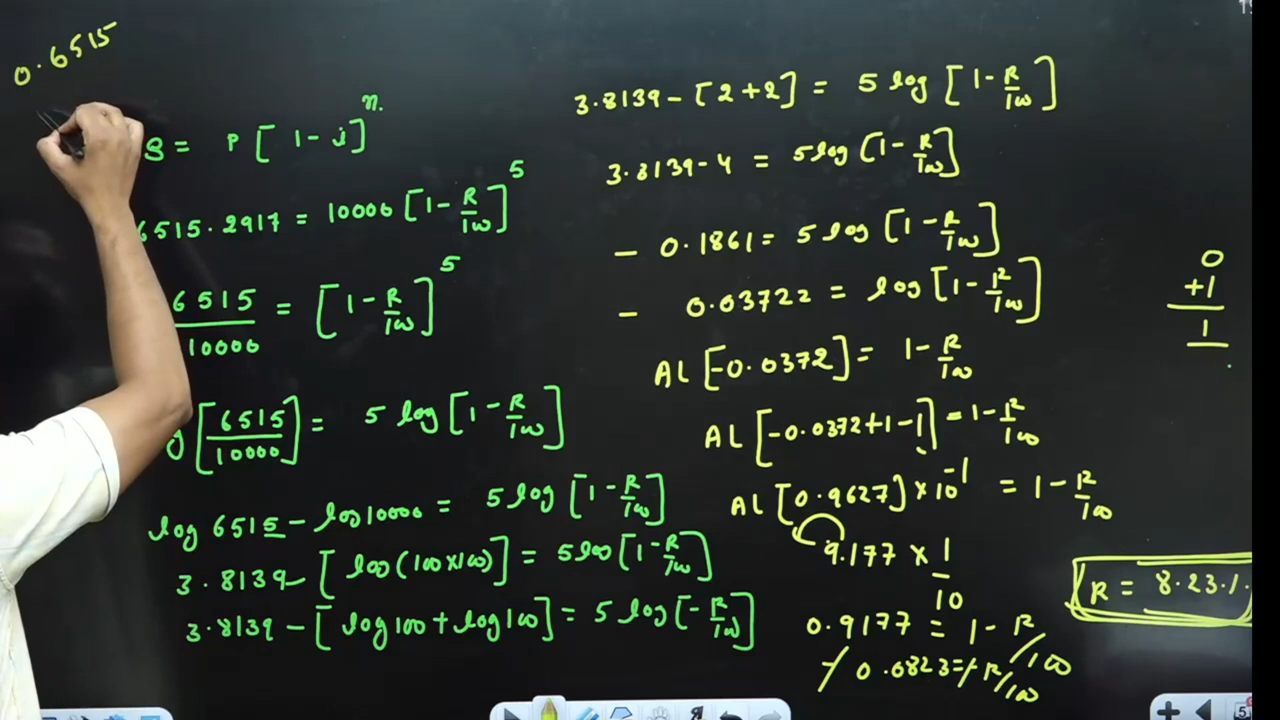 0.6515
S = P [ 1 - i ]^n.
6515.2917 = 10000 [ 1 - R/100 ]^5
6515/10000 = [ 1 - R/100 ]^5
g [ 6515/10000 ] = 5 log [ 1 - R/100 ]
log 6515 - log 10000 = 5 log [ 1 - R/100 ]
3.8139 - [ log (100×100) ] = 5 log [ 1 - R/100 ]
3.8139 - [ log 100 + log 100 ] = 5 log [ - R/100 ]
3.8139 - [ 2 + 2 ] = 5 log [ 1 - R/100 ]
3.8139 - 4 = 5 log [ 1 - R/100 ]
- 0.1861 = 5 log [ 1 - R/100 ]
- 0.03722 = log [ 1 - R/100 ]
AL [ -0.0372 ] = 1 - R/100
AL [ -0.0372 + 1 - 1 ] = 1 - R/100
AL [ 0.9627 ] × 10^-1 = 1 - R/100
9.177 × 1/10
0.9177 = 1 - R/100
- 0.0823 = - R/100
0
+1
1
R = 8.23%.